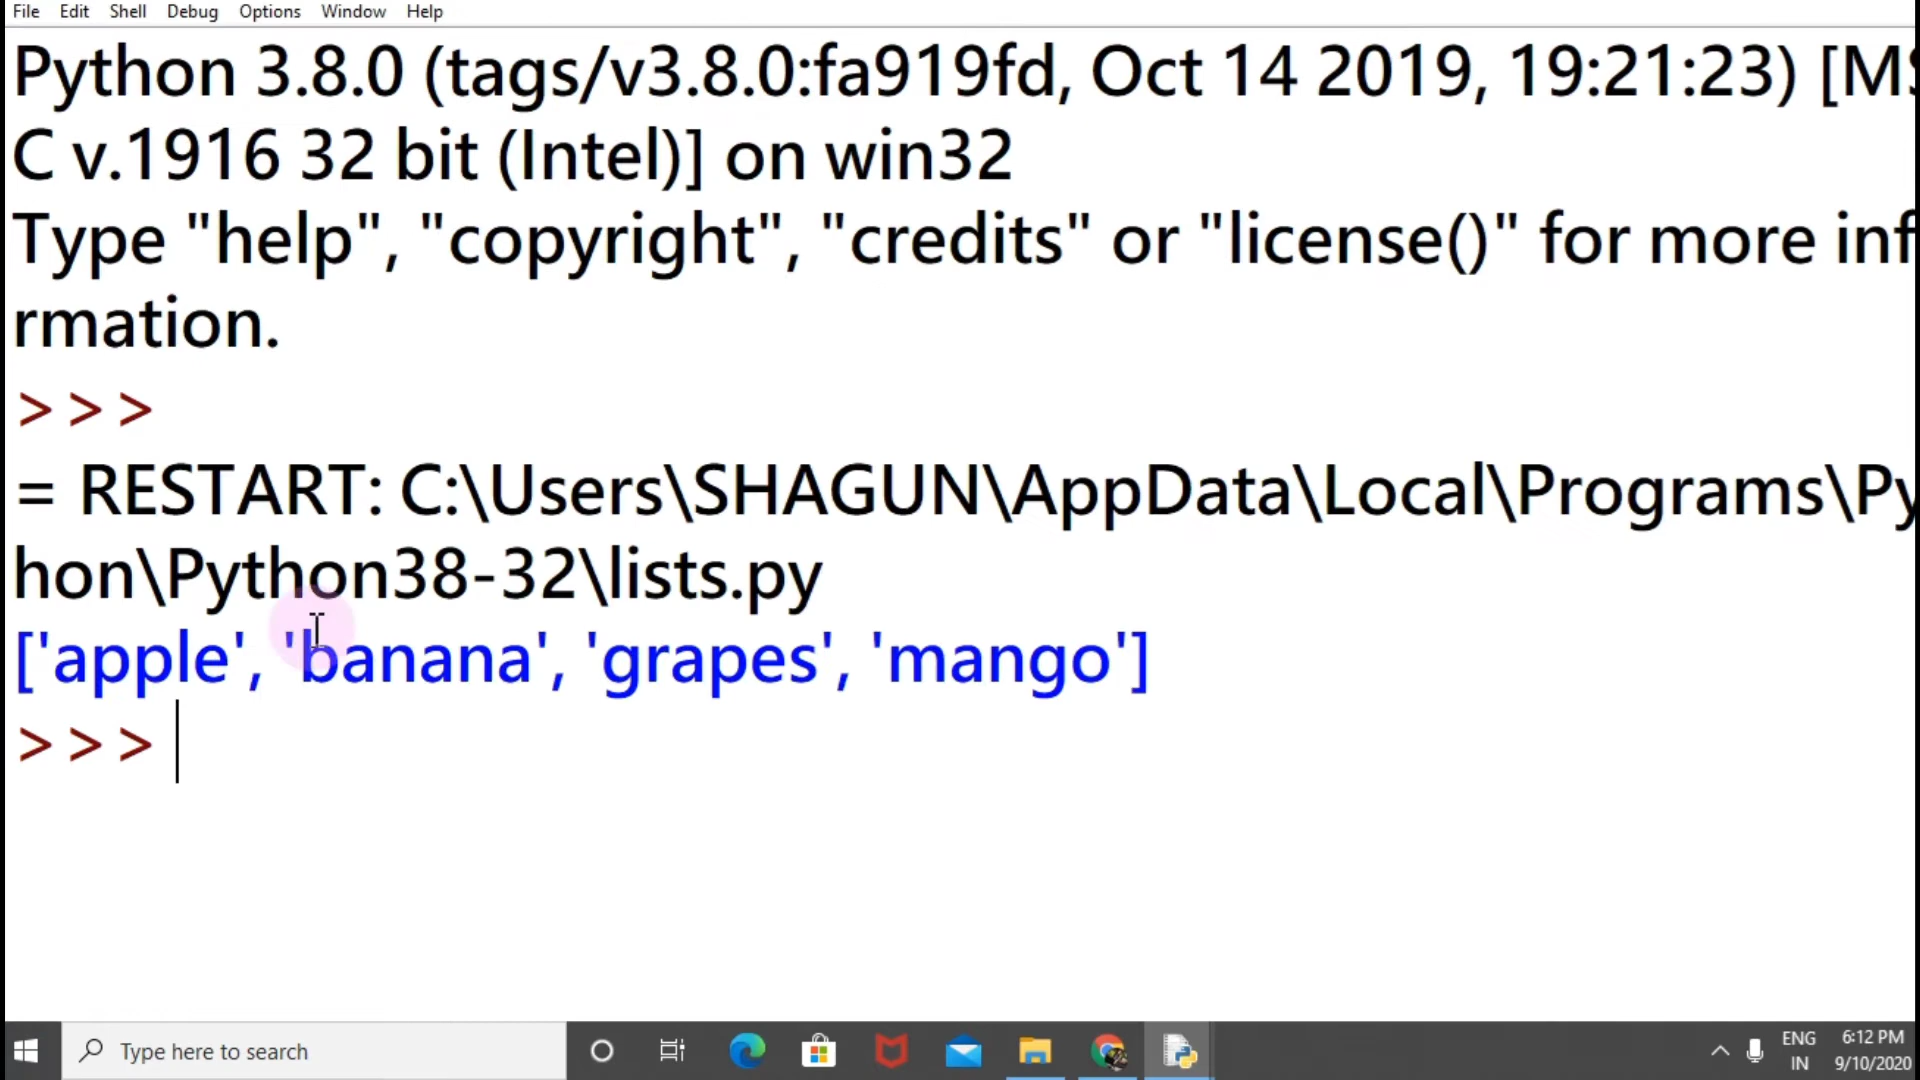 File Edit Shell Debug Options Window Help
Python 3.8.0 (tags/v3.8.0:fa919fd, Oct 14 2019, 19:21:23) [MS
C v.1916 32 bit (Intel)] on win32
Type "help", "copyright", "credits" or "license()" for more inf
rmation.
>>>
= RESTART: C:\Users\SHAGUN\AppData\Local\Programs\Py
hon\Python38-32\lists.py
['apple', 'banana', 'grapes', 'mango']
>>>
Type here to search
ENG 6:12 PM
IN 9/10/2020